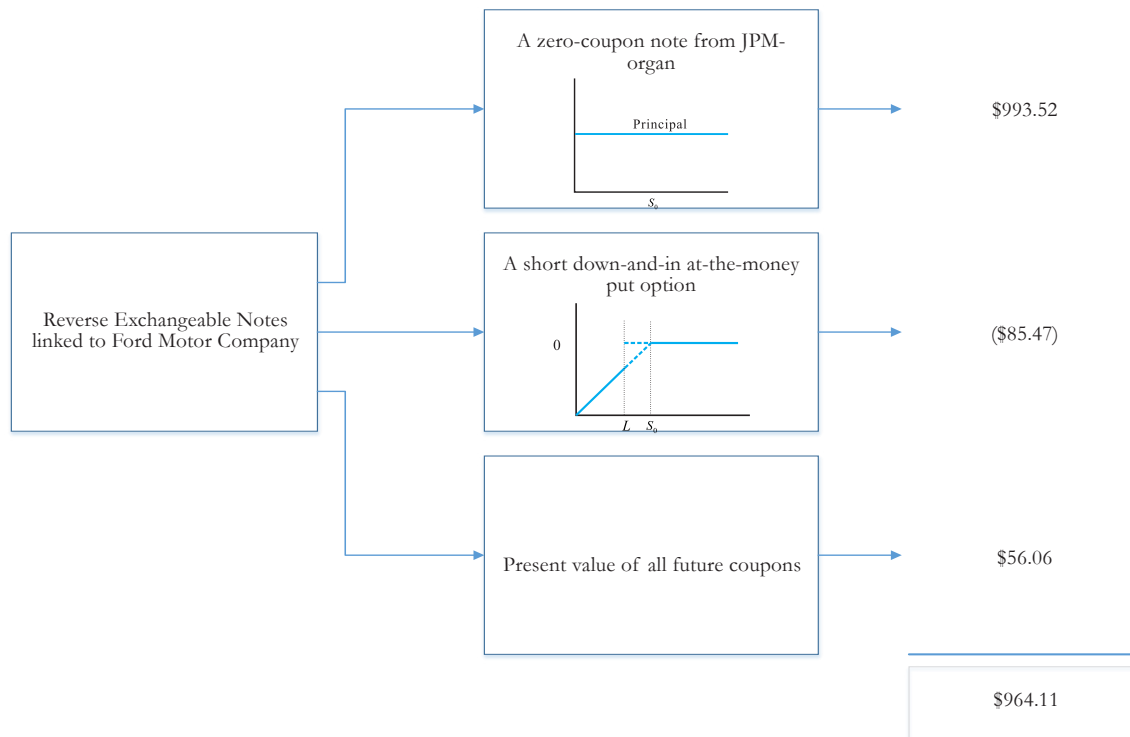 A zero-coupon note from JPM-
organ
Principal
S₀
$993.52
Reverse Exchangeable Notes
linked to Ford Motor Company
A short down-and-in at-the-money
put option
0
L S₀
($85.47)
Present value of all future coupons
$56.06
$964.11